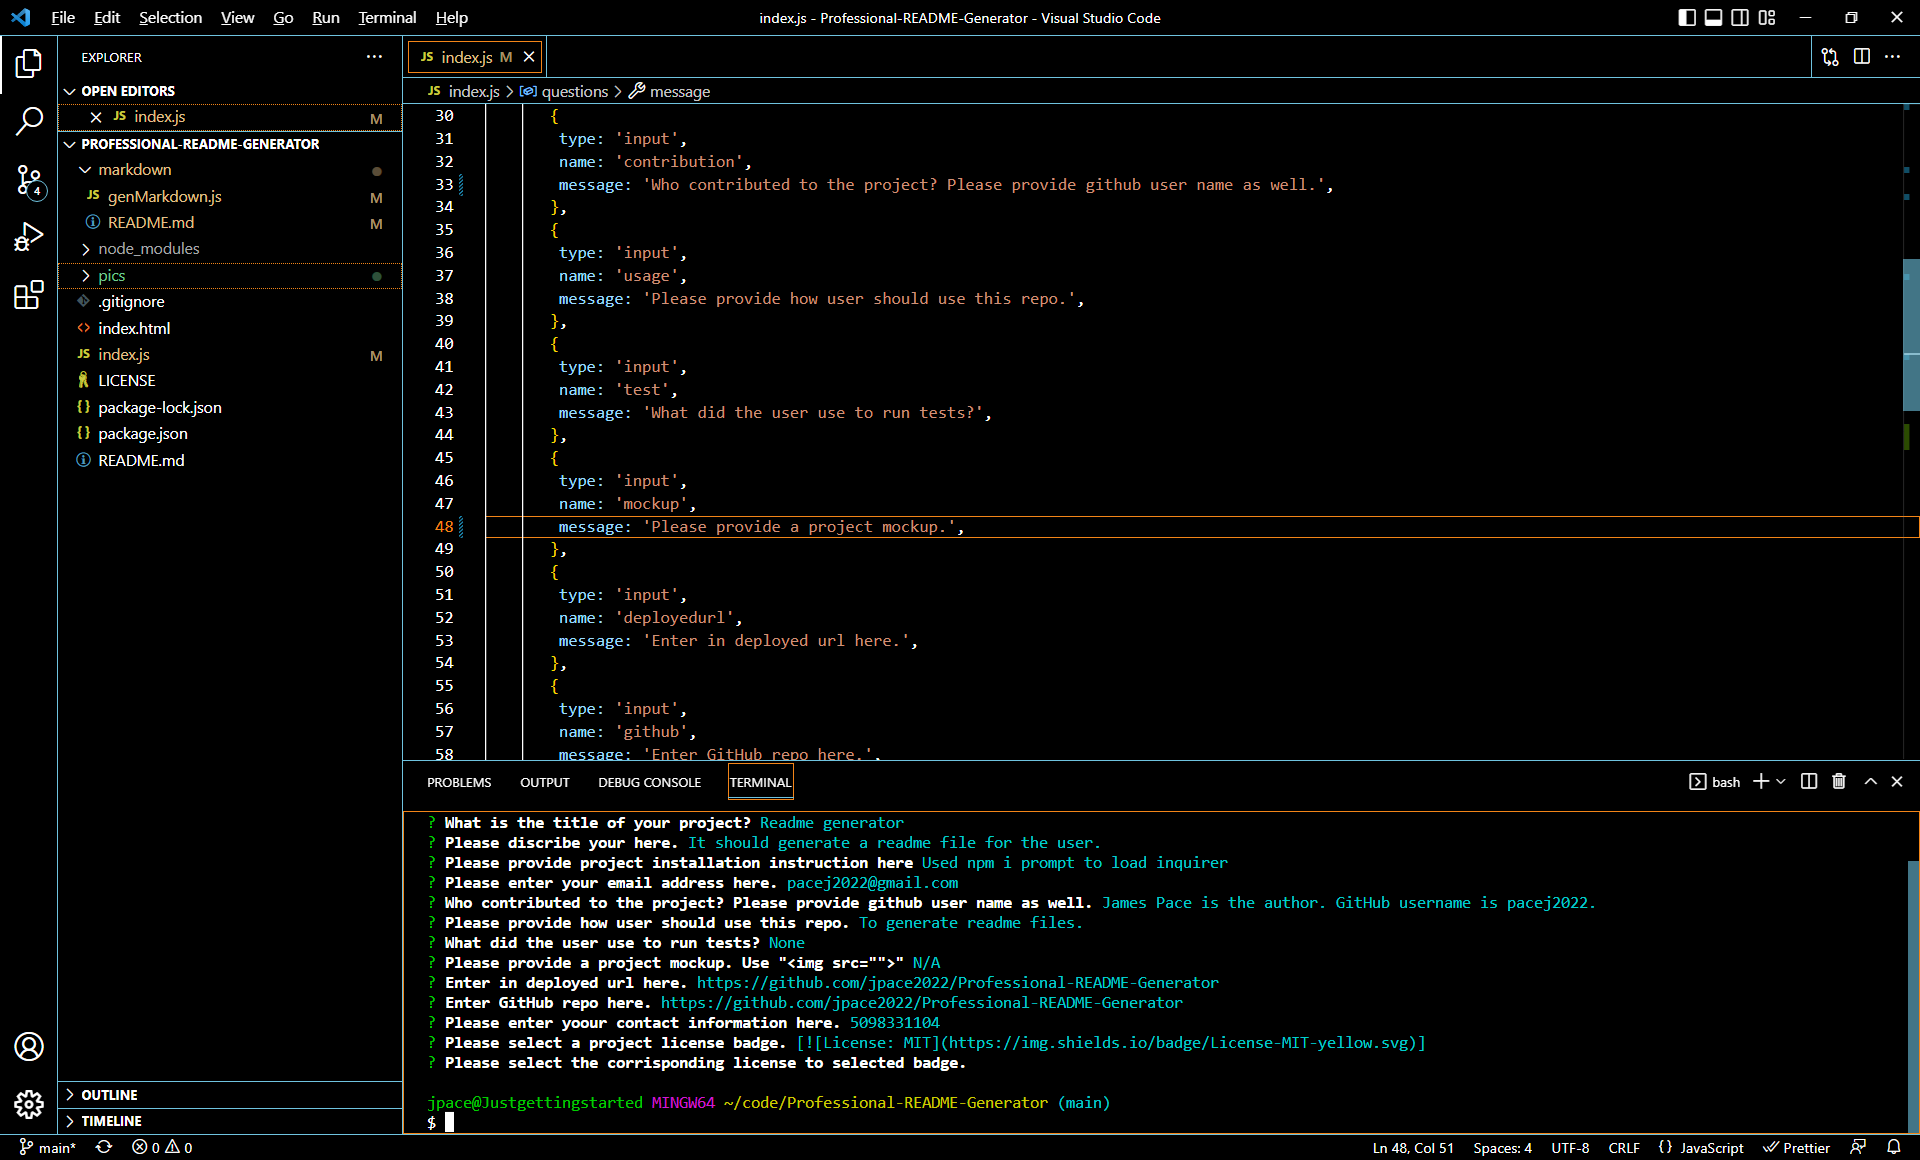 File Edit Selection View Go Run Terminal Help
index.js - Professional-README-Generator - Visual Studio Code
EXPLORER
OPEN EDITORS
JS index.js M
PROFESSIONAL-README-GENERATOR
markdown
JS genMarkdown.js M
README.md M
node_modules
pics
.gitignore
<> index.html
JS index.js M
LICENSE
{} package-lock.json
{} package.json
README.md
OUTLINE
TIMELINE
4
JS index.js M
JS index.js > questions > message
30 {
31 type: 'input',
32 name: 'contribution',
33 message: 'Who contributed to the project? Please provide github user name as well.',
34 },
35 {
36 type: 'input',
37 name: 'usage',
38 message: 'Please provide how user should use this repo.',
39 },
40 {
41 type: 'input',
42 name: 'test',
43 message: 'What did the user use to run tests?',
44 },
45 {
46 type: 'input',
47 name: 'mockup',
48 message: 'Please provide a project mockup.',
49 },
50 {
51 type: 'input',
52 name: 'deployedurl',
53 message: 'Enter in deployed url here.',
54 },
55 {
56 type: 'input',
57 name: 'github',
58 message: 'Enter GitHub repo here.',
PROBLEMS OUTPUT DEBUG CONSOLE TERMINAL
bash
? What is the title of your project? Readme generator
? Please discribe your here. It should generate a readme file for the user.
? Please provide project installation instruction here Used npm i prompt to load inquirer
? Please enter your email address here. pacej2022@gmail.com
? Who contributed to the project? Please provide github user name as well. James Pace is the author. GitHub username is pacej2022.
? Please provide how user should use this repo. To generate readme files.
? What did the user use to run tests? None
? Please provide a project mockup. Use "<img src="">" N/A
? Enter in deployed url here. https://github.com/jpace2022/Professional-README-Generator
? Enter GitHub repo here. https://github.com/jpace2022/Professional-README-Generator
? Please enter yoour contact information here. 5098331104
? Please select a project license badge. [![License: MIT](https://img.shields.io/badge/License-MIT-yellow.svg)]
? Please select the corrisponding license to selected badge.
jpace@Justgettingstarted MINGW64 ~/code/Professional-README-Generator (main)
$
main* 0 0
Ln 48, Col 51 Spaces: 4 UTF-8 CRLF {} JavaScript Prettier